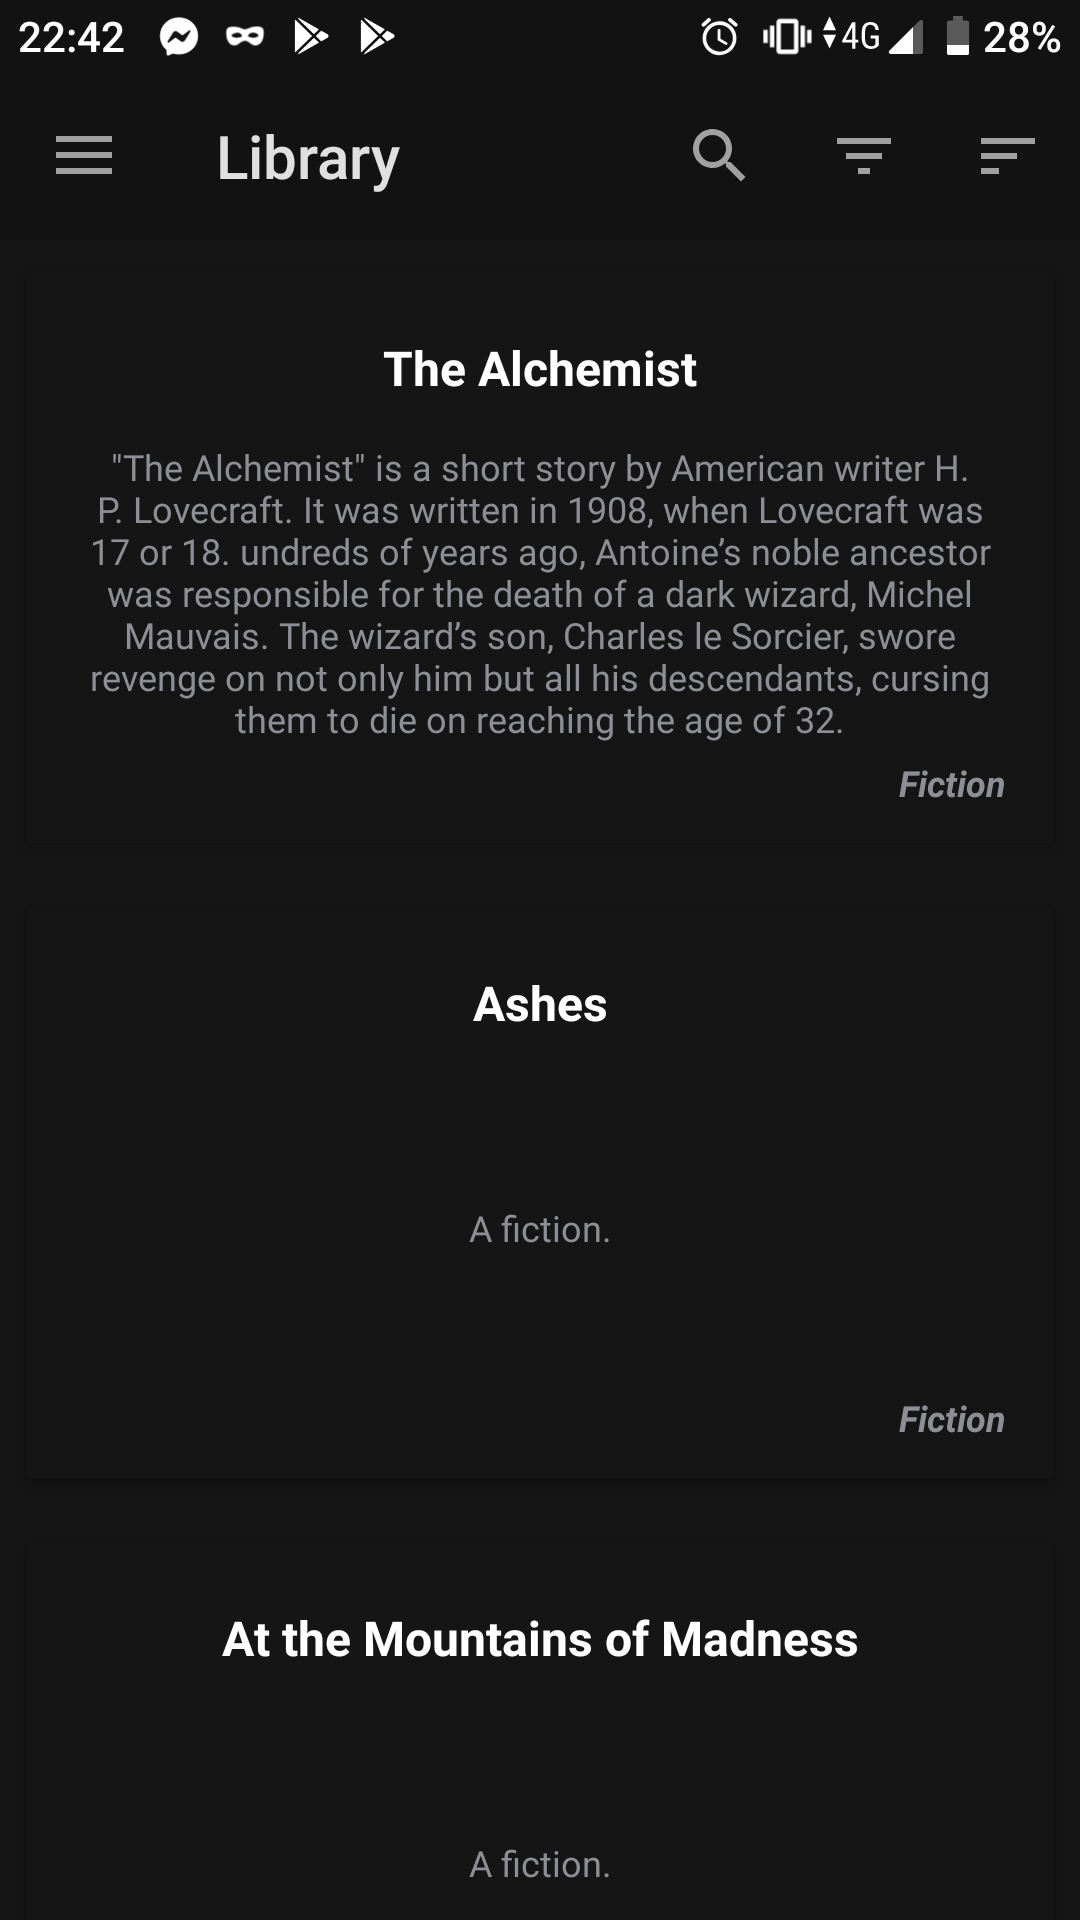 22:42 4G 28%
Library
The Alchemist
"The Alchemist" is a short story by American writer H.
P. Lovecraft. It was written in 1908, when Lovecraft was
17 or 18. undreds of years ago, Antoine’s noble ancestor
was responsible for the death of a dark wizard, Michel
Mauvais. The wizard’s son, Charles le Sorcier, swore
revenge on not only him but all his descendants, cursing
them to die on reaching the age of 32.
Fiction
Ashes
A fiction.
Fiction
At the Mountains of Madness
A fiction.